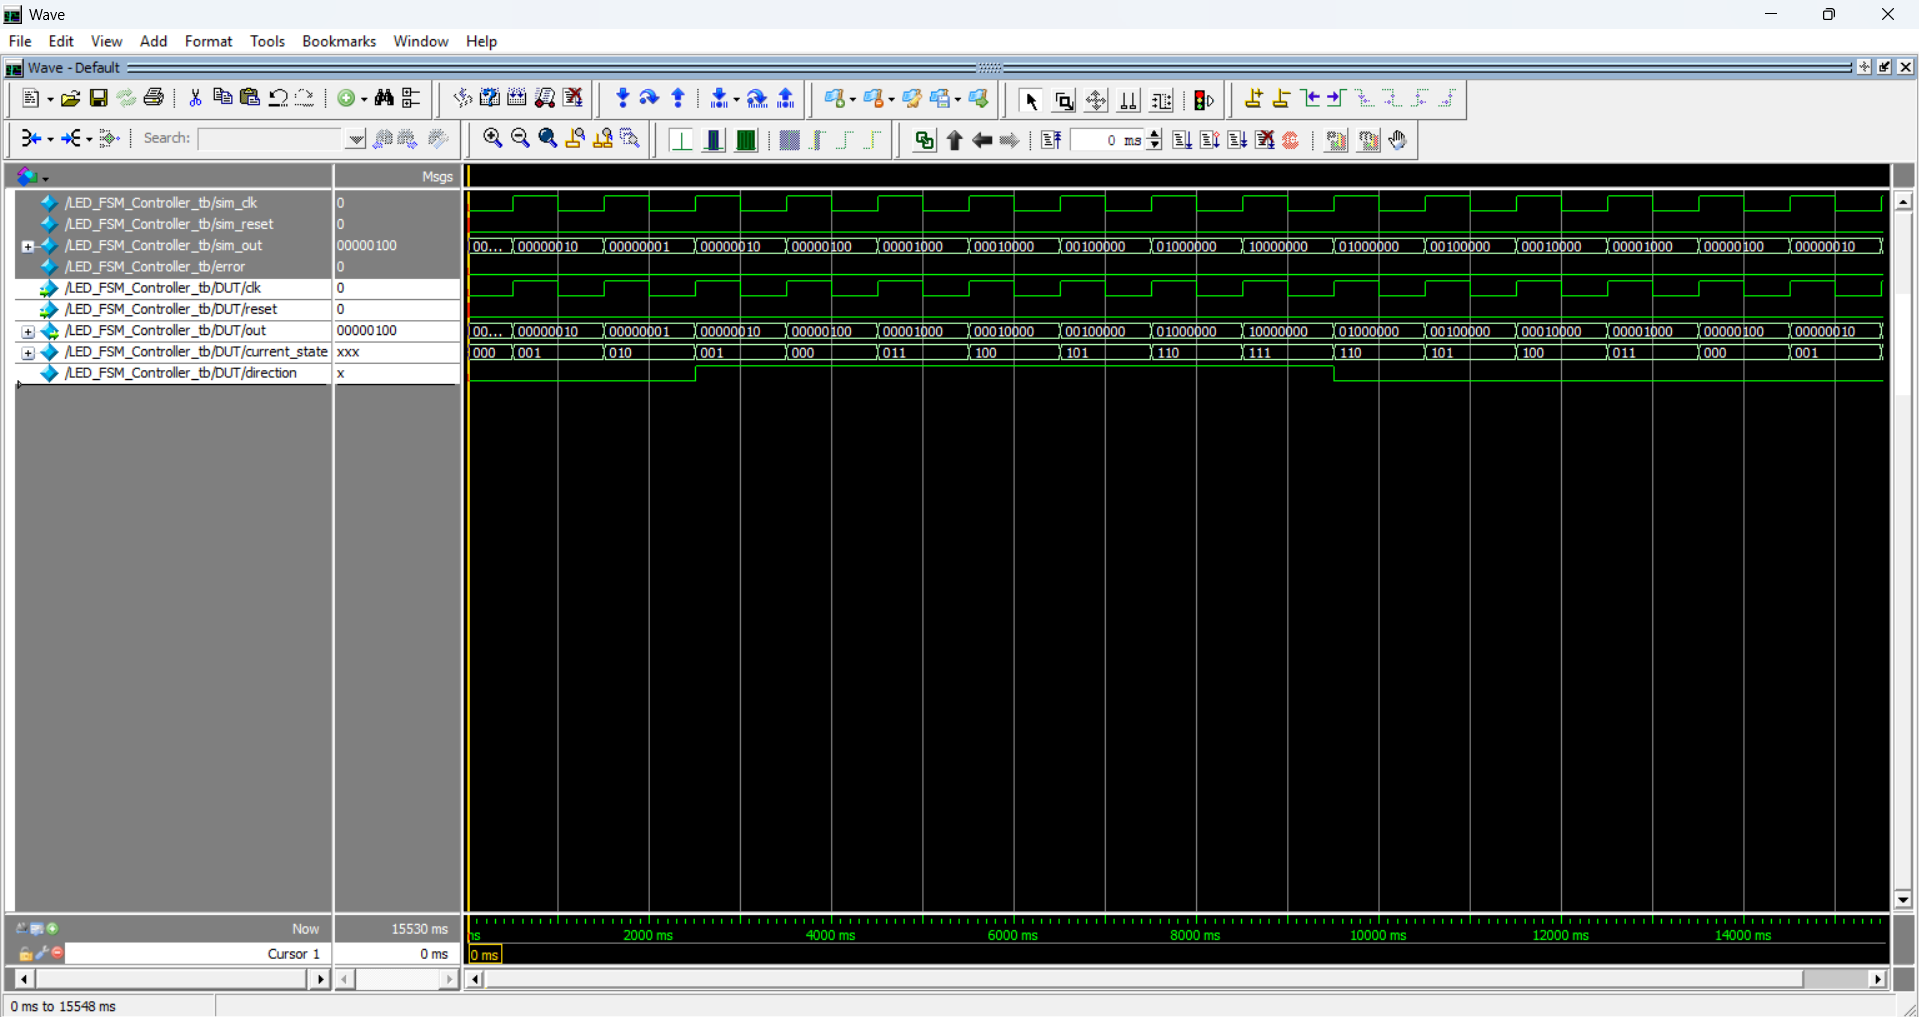 Wave
File Edit View Add Format Tools Bookmarks Window Help
Wave - Default
Search:
0 ms
Msgs
/LED_FSM_Controller_tb/sim_clk 0
/LED_FSM_Controller_tb/sim_reset 0
/LED_FSM_Controller_tb/sim_out 00000100 00... 00000010 00000001 00000010 00000100 00001000 00010000 00100000 01000000 10000000 01000000 00100000 00010000 00001000 00000100 00000010
/LED_FSM_Controller_tb/error 0
/LED_FSM_Controller_tb/DUT/clk 0
/LED_FSM_Controller_tb/DUT/reset 0
/LED_FSM_Controller_tb/DUT/out 00000100 00... 00000010 00000001 00000010 00000100 00001000 00010000 00100000 01000000 10000000 01000000 00100000 00010000 00001000 00000100 00000010
/LED_FSM_Controller_tb/DUT/current_state xxx 000 001 010 001 000 011 100 101 110 111 110 101 100 011 000 001
/LED_FSM_Controller_tb/DUT/direction x
Now 15530 ms ns 2000 ms 4000 ms 6000 ms 8000 ms 10000 ms 12000 ms 14000 ms
Cursor 1 0 ms 0 ms
0 ms to 15548 ms